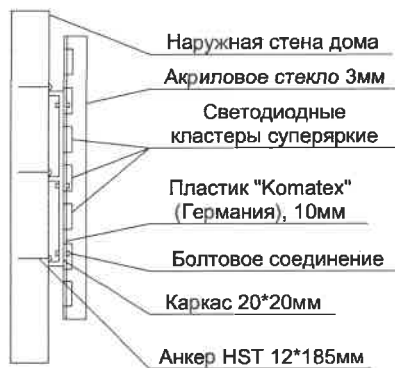 Наружная стена дома
Акриловое стекло 3мм
Светодиодные
кластеры суперяркие
Пластик "Komatex"
(Германия), 10мм
Болтовое соединение
Каркас 20*20мм
Анкер HST 12*185мм